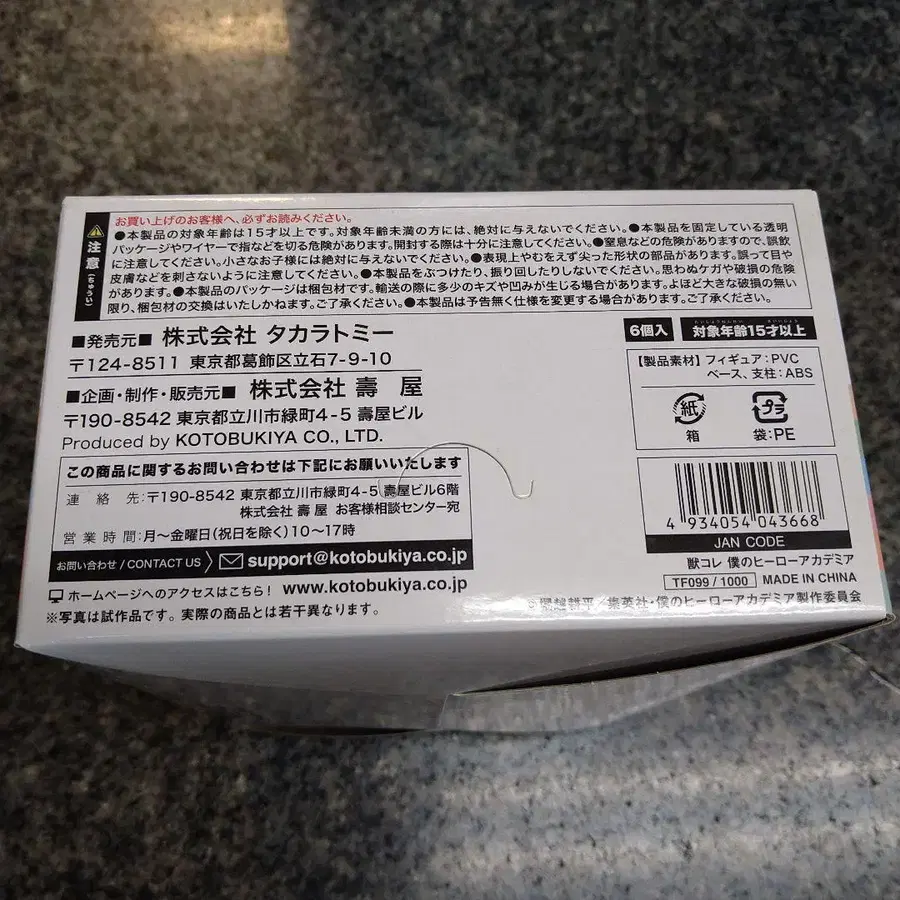 お買い上げのお客様へ、必ずお読みください。
注意(ちゅうい)
●本製品の対象年齢は15才以上です。対象年齢未満の方には、絶対に与えないでください。●本製品を固定している透明
パッケージやワイヤーで指などを切る危険があります。開封する際は十分に注意してください。●窒息などの危険がありますので、誤飲
に注意してください。小さなお子様には絶対に与えないでください。●表現上やむをえず尖った形状の部品があります。誤って目や
皮膚などを刺さないように注意してください。●本製品をぶつけたり、振り回したりしないでください。思わぬケガや破損の危険
があります。●本製品のパッケージは梱包材です。輸送の際に多少のキズや凹みが生じる場合があります。よほど大きな破損の無い
限り、梱包材の交換はいたしかねます。ご了承ください。●本製品は予告無く仕様を変更する場合があります。ご了承ください。
■発売元■ 株式会社 タカラトミー
〒124-8511 東京都葛飾区立石7-9-10
■企画・制作・販売元■ 株式会社 壽 屋
〒190-8542 東京都立川市緑町4-5 壽屋ビル
Produced by KOTOBUKIYA CO., LTD.
この商品に関するお問い合わせは下記にお願いいたします
連絡先:〒190-8542 東京都立川市緑町4-5 壽屋ビル6階
株式会社 壽 屋 お客様相談センター宛
営業時間:月〜金曜日(祝日を除く)10〜17時
お問い合わせ/CONTACT US support@kotobukiya.co.jp
ホームページへのアクセスはこちら! www.kotobukiya.co.jp
※写真は試作品です。実際の商品とは若干異なります。
6個入 対象年齢15才以上
【製品素材】フィギュア:PVC
ベース、支柱:ABS
紙 プラ
箱 袋:PE
4 934054 043668
JAN CODE
獣コレ 僕のヒーローアカデミア
TF099 / 1000 MADE IN CHINA
©堀越耕平/集英社・僕のヒーローアカデミア製作委員会